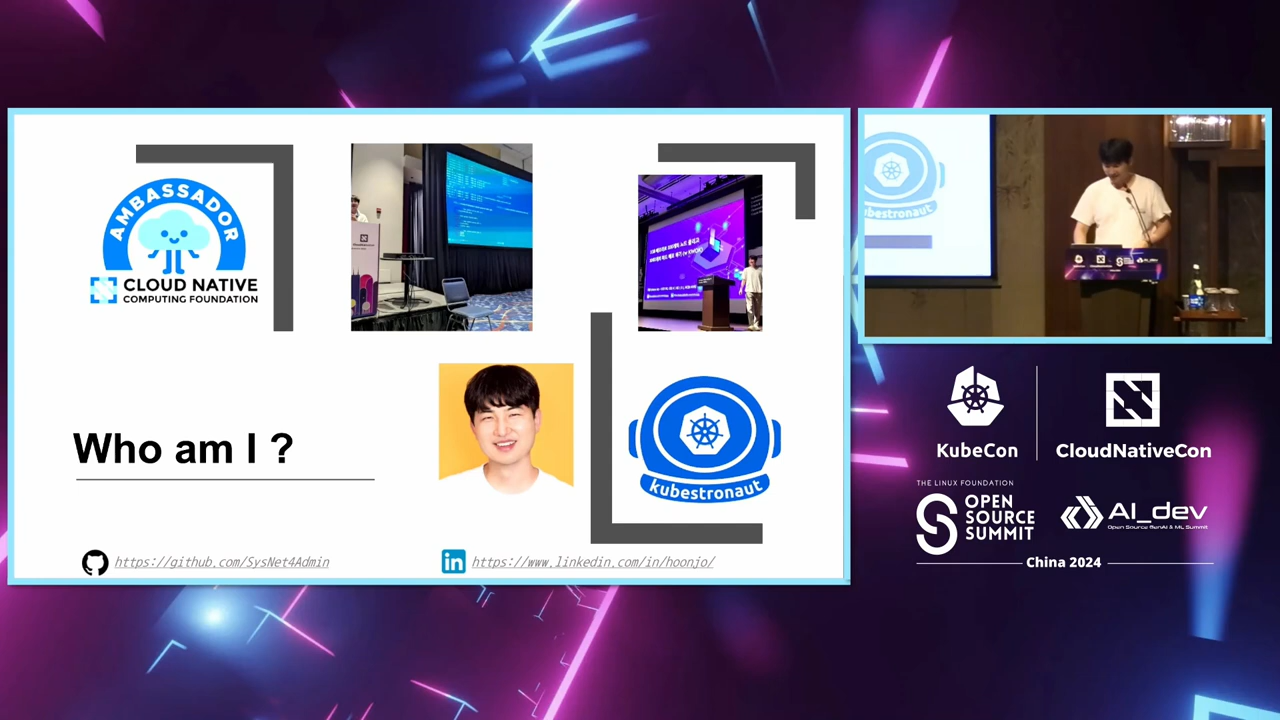 AMBASSADOR
CLOUD NATIVE
COMPUTING FOUNDATION
Who am I ?
kubestronaut
https://github.com/SysNet4Admin
in
https://www.linkedin.com/in/hoonjo/
kubestronaut
KubeCon
CloudNativeCon
THE LINUX FOUNDATION
OPEN
SOURCE
SUMMIT
AI_dev
Open Source GenAI & ML Summit
China 2024